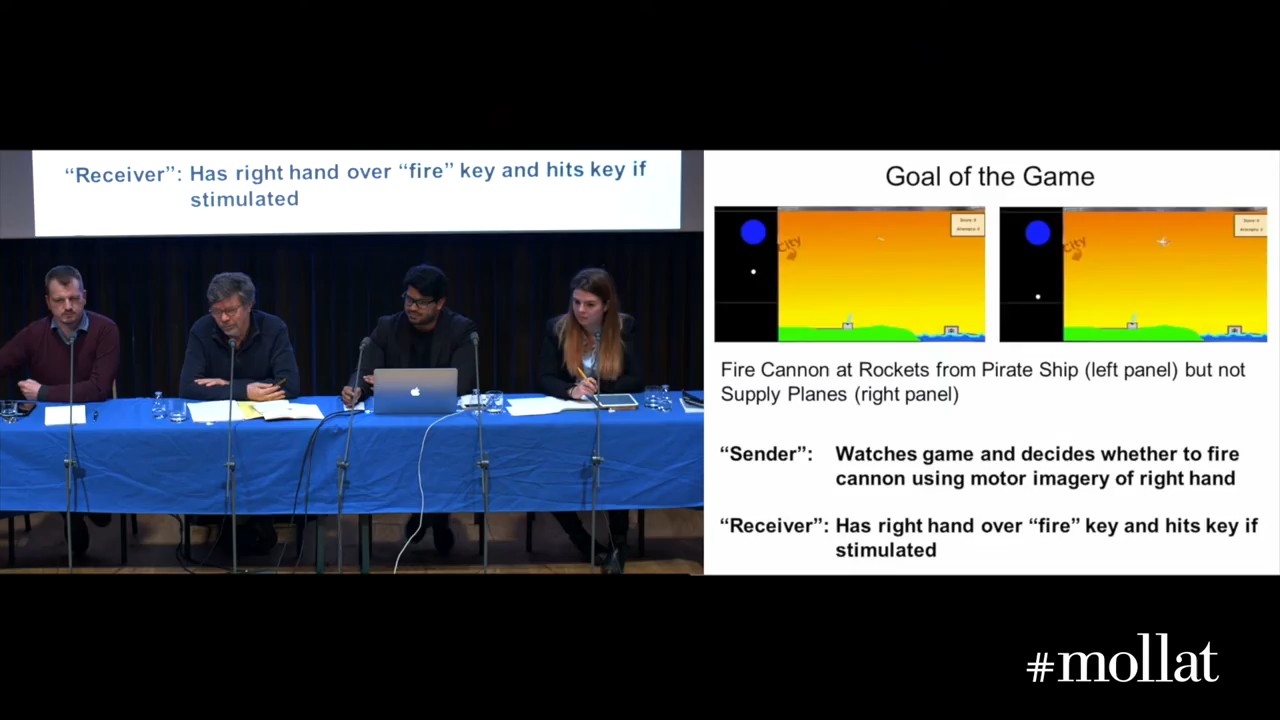 “Receiver”: Has right hand over “fire” key and hits key if
stimulated
Goal of the Game
City
City
Fire Cannon at Rockets from Pirate Ship (left panel) but not
Supply Planes (right panel)
“Sender”: Watches game and decides whether to fire
cannon using motor imagery of right hand
“Receiver”: Has right hand over “fire” key and hits key if
stimulated
#mollat